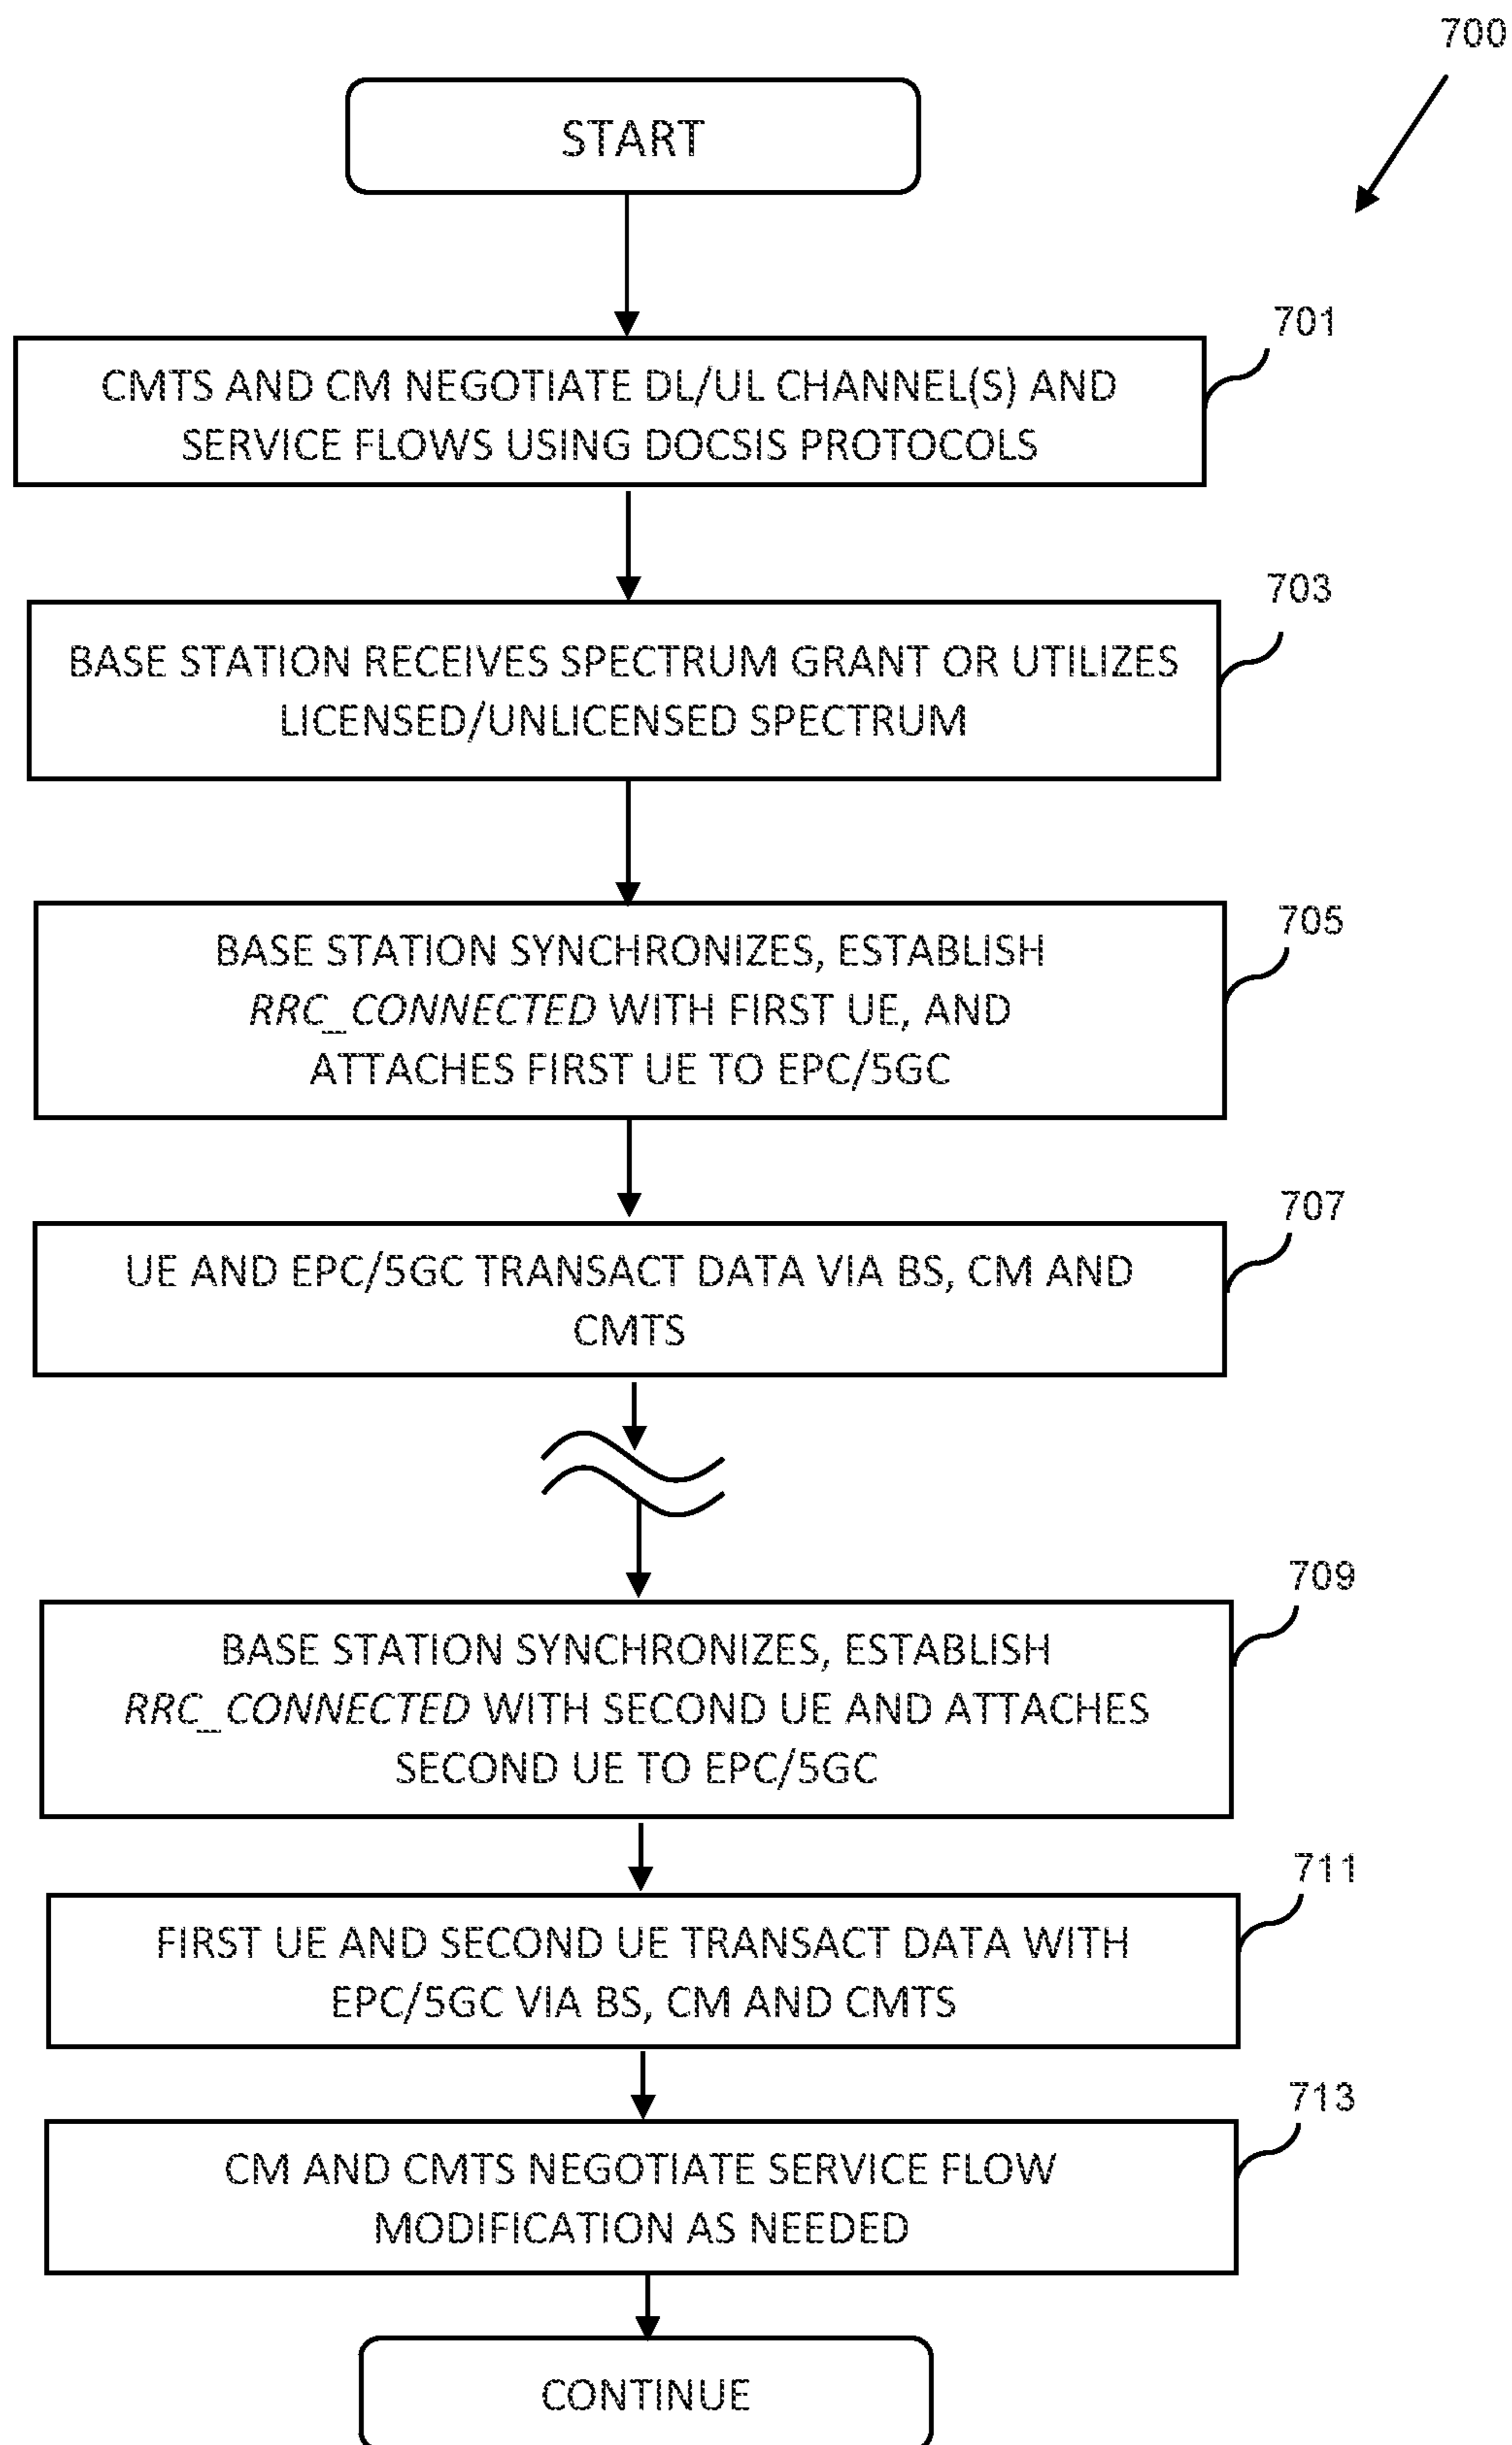 700
START
701
CMTS AND CM NEGOTIATE DL/UL CHANNEL(S) AND
SERVICE FLOWS USING DOCSIS PROTOCOLS
703
BASE STATION RECEIVES SPECTRUM GRANT OR UTILIZES
LICENSED/UNLICENSED SPECTRUM
705
BASE STATION SYNCHRONIZES, ESTABLISH
RRC_CONNECTED WITH FIRST UE, AND
ATTACHES FIRST UE TO EPC/5GC
707
UE AND EPC/5GC TRANSACT DATA VIA BS, CM AND
CMTS
709
BASE STATION SYNCHRONIZES, ESTABLISH
RRC_CONNECTED WITH SECOND UE AND ATTACHES
SECOND UE TO EPC/5GC
711
FIRST UE AND SECOND UE TRANSACT DATA WITH
EPC/5GC VIA BS, CM AND CMTS
713
CM AND CMTS NEGOTIATE SERVICE FLOW
MODIFICATION AS NEEDED
CONTINUE